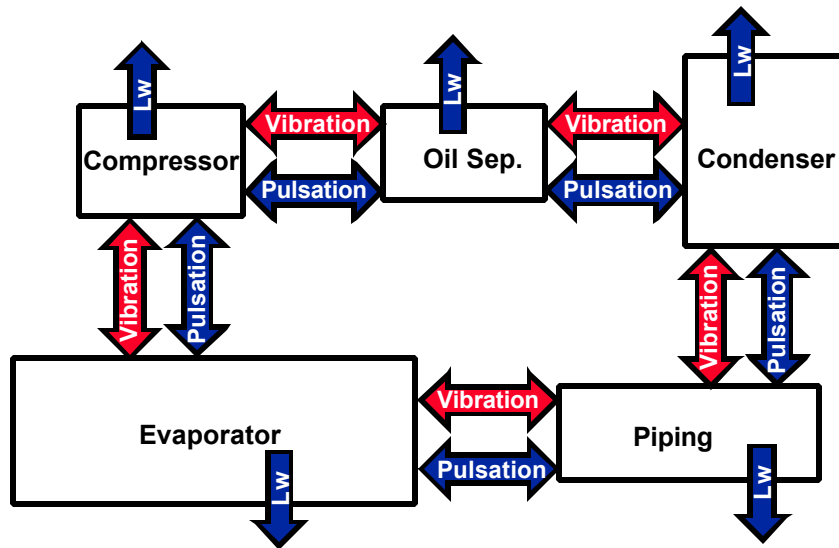 Lw
Lw
Lw
Vibration
Vibration
Compressor
Oil Sep.
Condenser
Pulsation
Pulsation
Vibration
Pulsation
Vibration
Pulsation
Vibration
Evaporator
Piping
Pulsation
Lw
Lw